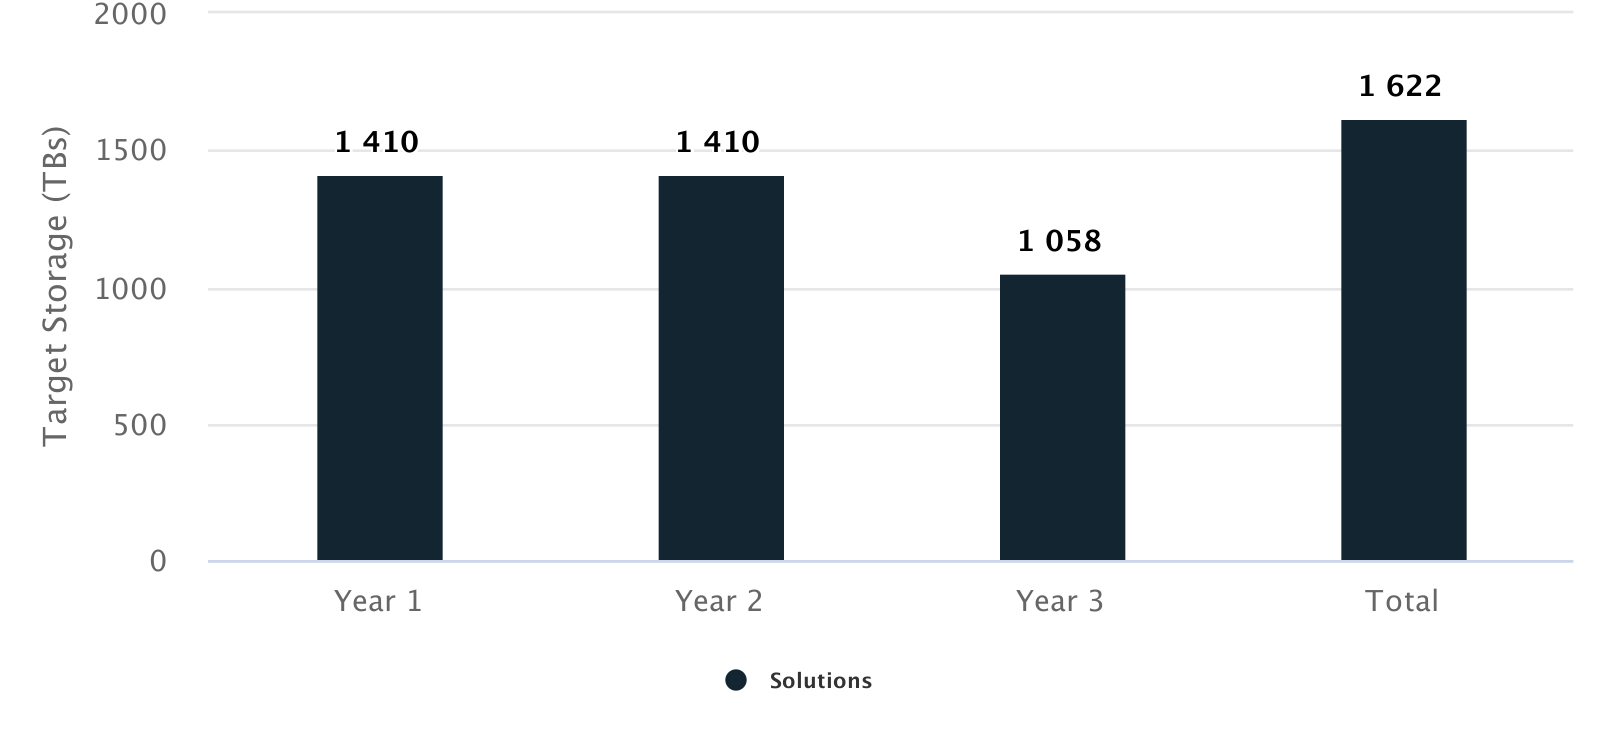 2000
1500
1000
500
0
Target Storage (TBs)
1 410
1 410
1 058
1 622
Year 1
Year 2
Year 3
Total
Solutions